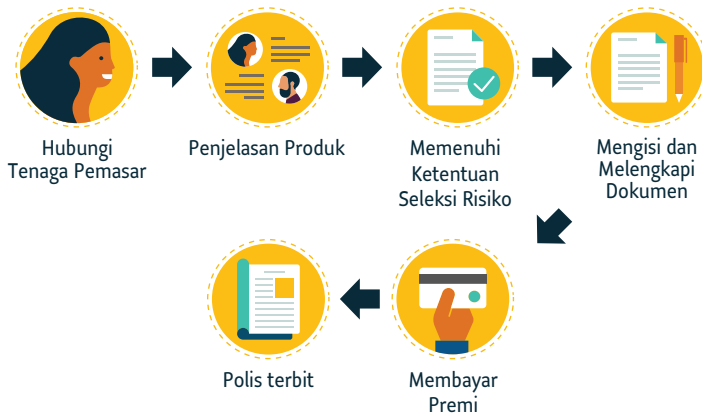 Hubungi
Tenaga Pemasar
Penjelasan Produk
Memenuhi
Ketentuan
Seleksi Risiko
Mengisi dan
Melengkapi
Dokumen
Membayar
Premi
Polis terbit